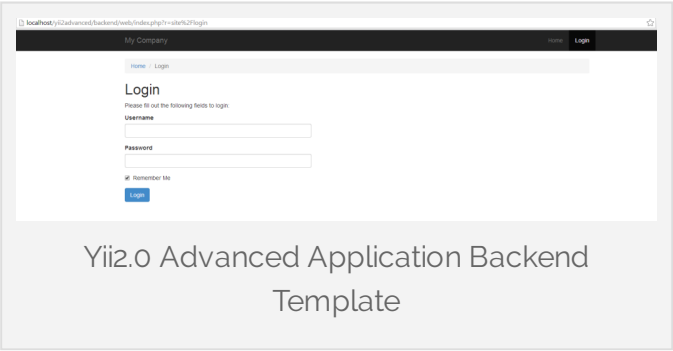 localhost/yii2advanced/backend/web/index.php?r=site%2Flogin
My Company Home Login
Home / Login
Login
Please fill out the following fields to login:
Username
Password
Remember Me
Login
Yii2.0 Advanced Application Backend
Template